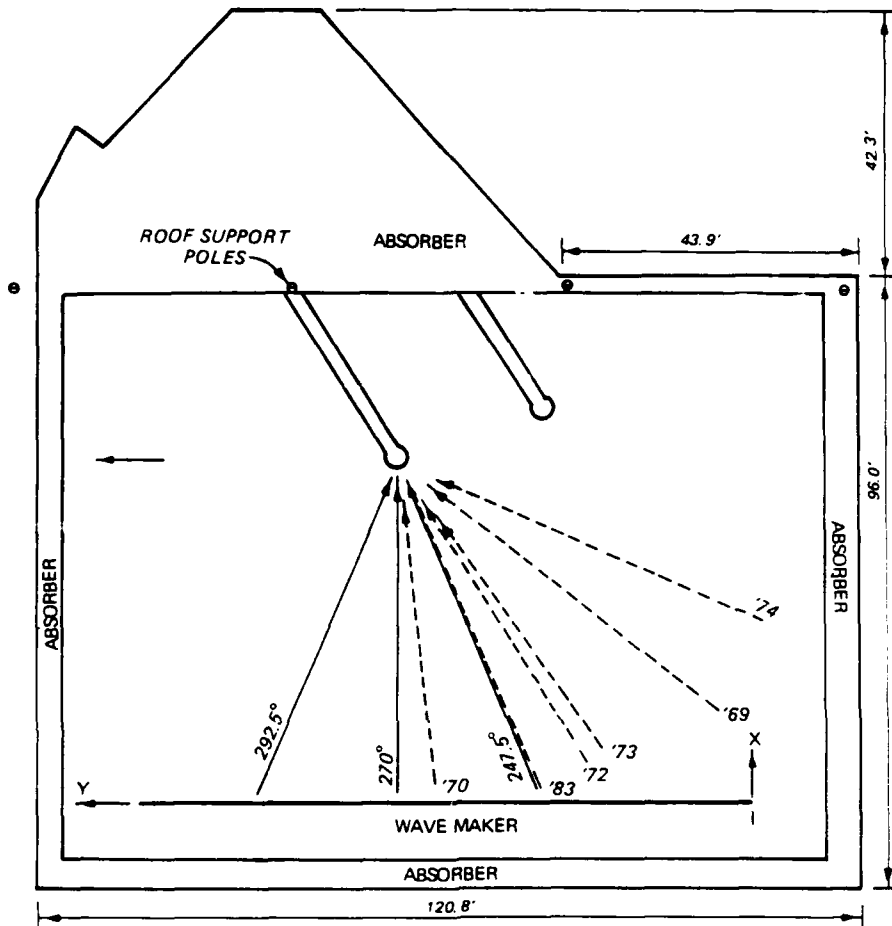 42.3'
43.9'
ROOF SUPPORT
POLES
ABSORBER
96.0'
ABSORBER
ABSORBER
'74
'69
'73
'72
'83
'70
292.5°
270°
247.5°
X
Y
WAVE MAKER
ABSORBER
120.8'